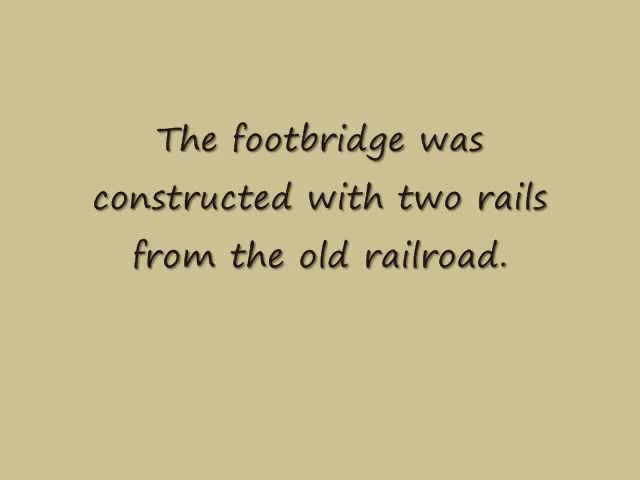 The footbridge was
constructed with two rails
from the old railroad.